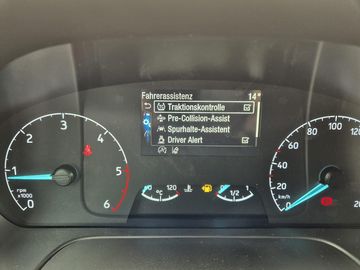 Fahrerassistenz 14°
Traktionskontrolle
Pre-Collision-Assist
Spurhalte-Assistent
Driver Alert
0 1 2 3 4 5 6
rpm
x1000
120
°C
0 1/2 1
0 20 40 60 80 100 120
km/h